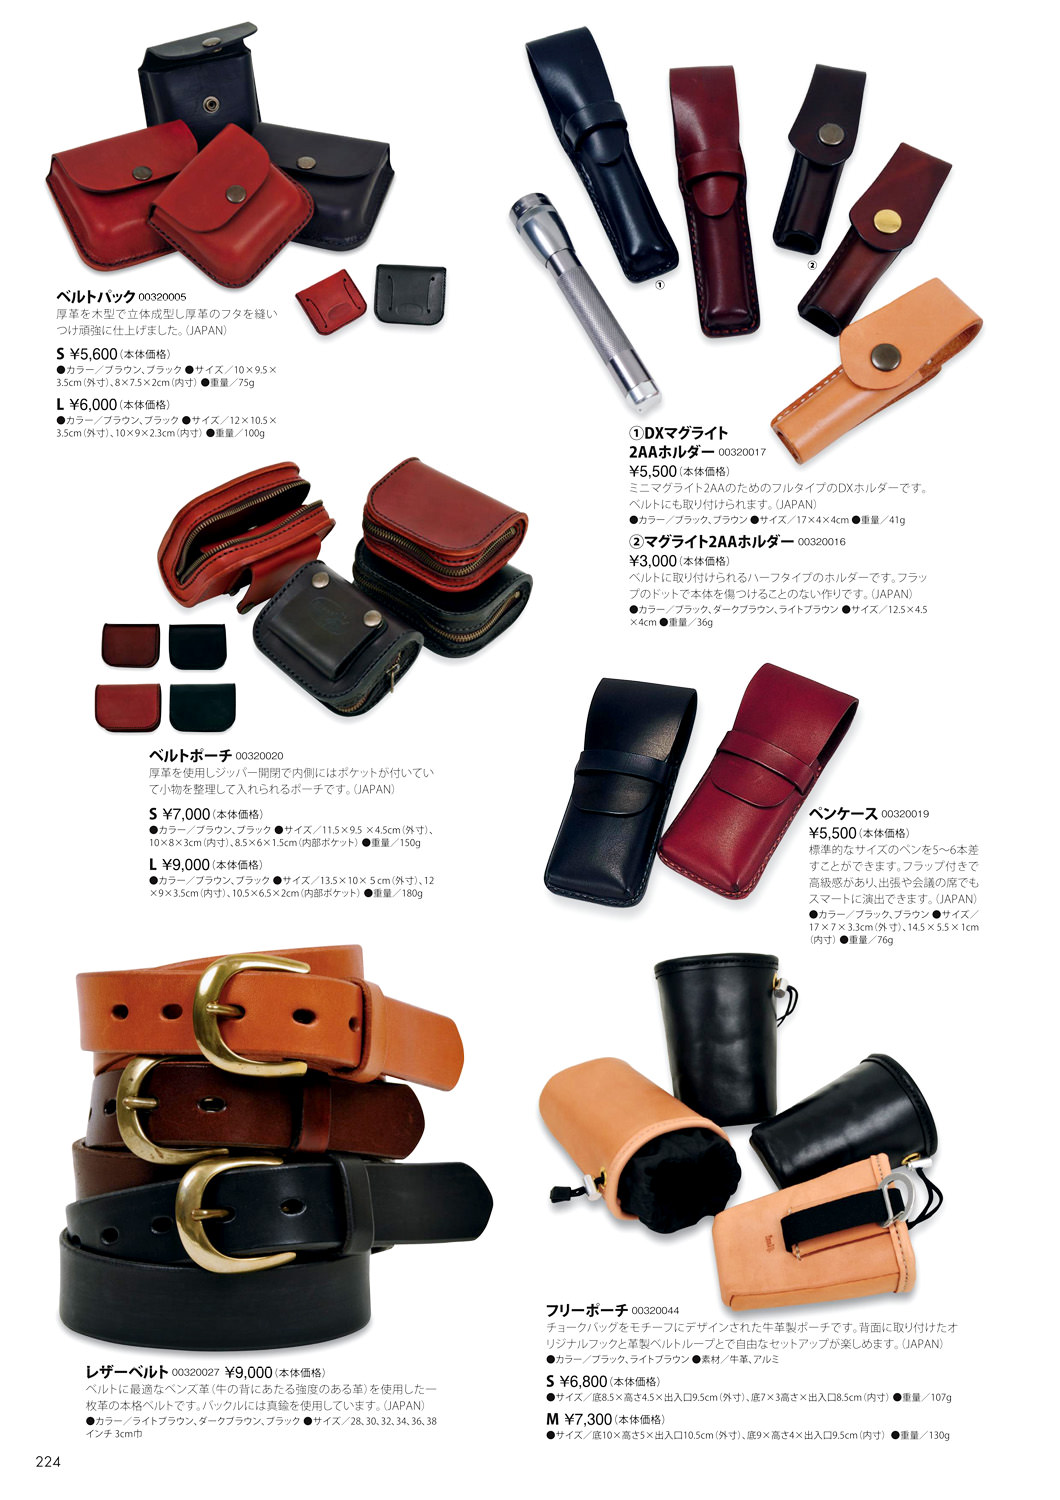 ベルトパック 00320005
厚革を木型で立体成型し厚革のフタを縫い
つけ頑強に仕上げました。（JAPAN）
S ¥5,600（本体価格）
●カラー／ブラウン、ブラック ●サイズ／10×9.5×
3.5cm（外寸）、8×7.5×2cm（内寸） ●重量／75g
L ¥6,000（本体価格）
●カラー／ブラウン、ブラック ●サイズ／12×10.5×
3.5cm（外寸）、10×9×2.3cm（内寸） ●重量／100g
①
②
①DXマグライト
2AAホルダー 00320017
¥5,500（本体価格）
ミニマグライト2AAのためのフルタイプのDXホルダーです。
ベルトにも取り付けられます。（JAPAN）
●カラー／ブラック、ブラウン ●サイズ／17×4×4cm ●重量／41g
②マグライト2AAホルダー 00320016
¥3,000（本体価格）
ベルトに取り付けられるハーフタイプのホルダーです。フラッ
プのドットで本体を傷つけることのない作りです。（JAPAN）
●カラー／ブラック、ダークブラウン、ライトブラウン ●サイズ／12.5×4.5
×4cm ●重量／36g
ベルトポーチ 00320020
厚革を使用しジッパー開閉で内側にはポケットが付いてい
て小物を整理して入れられるポーチです。（JAPAN）
S ¥7,000（本体価格）
●カラー／ブラウン、ブラック ●サイズ／11.5×9.5 ×4.5cm（外寸）、
10×8×3cm（内寸）、8.5×6×1.5cm（内部ポケット） ●重量／150g
L ¥9,000（本体価格）
●カラー／ブラウン、ブラック ●サイズ／13.5×10× 5cm（外寸）、12
×9×3.5cm（内寸）、10.5×6.5×2cm（内部ポケット） ●重量／180g
ペンケース 00320019
¥5,500（本体価格）
標準的なサイズのペンを5〜6本差
すことができます。フラップ付きで
高級感があり、出張や会議の席でも
スマートに演出できます。（JAPAN）
●カラー／ブラック、ブラウン ●サイズ／
17×7×3.3cm（外寸）、14.5×5.5×1cm
（内寸） ●重量／76g
レザーベルト 00320027 ¥9,000（本体価格）
ベルトに最適なベンズ革（牛の背にあたる強度のある革）を使用した一
枚革の本格ベルトです。バックルには真鍮を使用しています。（JAPAN）
●カラー／ライトブラウン、ダークブラウン、ブラック ●サイズ／28、30、32、34、36、38
インチ 3cm巾
フリーポーチ 00320044
チョークバッグをモチーフにデザインされた牛革製ポーチです。背面に取り付けたオ
リジナルフックと革製ベルトループとで自由なセットアップが楽しめます。（JAPAN）
●カラー／ブラック、ライトブラウン ●素材／牛革、アルミ
S ¥6,800（本体価格）
●サイズ／底8.5×高さ4.5×出入口9.5cm（外寸）、底7×3高さ×出入口8.5cm（内寸） ●重量／107g
M ¥7,300（本体価格）
●サイズ／底10×高さ5×出入口10.5cm（外寸）、底9×高さ4×出入口9.5cm（内寸） ●重量／130g
224